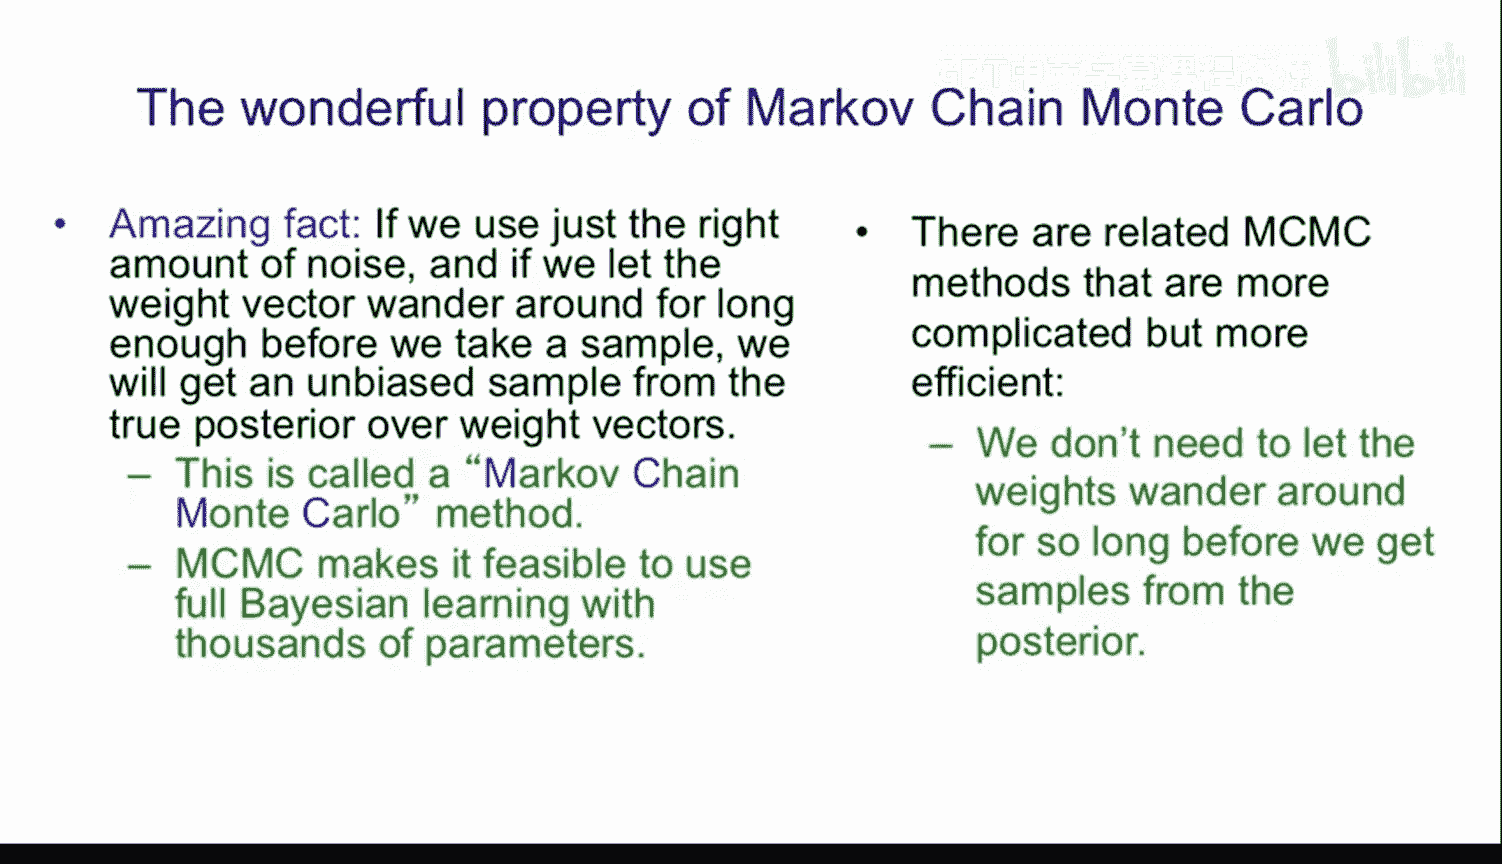 The wonderful property of Markov Chain Monte Carlo
• Amazing fact: If we use just the right
amount of noise, and if we let the
weight vector wander around for long
enough before we take a sample, we
will get an unbiased sample from the
true posterior over weight vectors.
– This is called a “Markov Chain
Monte Carlo” method.
– MCMC makes it feasible to use
full Bayesian learning with
thousands of parameters.
• There are related MCMC
methods that are more
complicated but more
efficient:
– We don’t need to let the
weights wander around
for so long before we get
samples from the
posterior.
bilibili